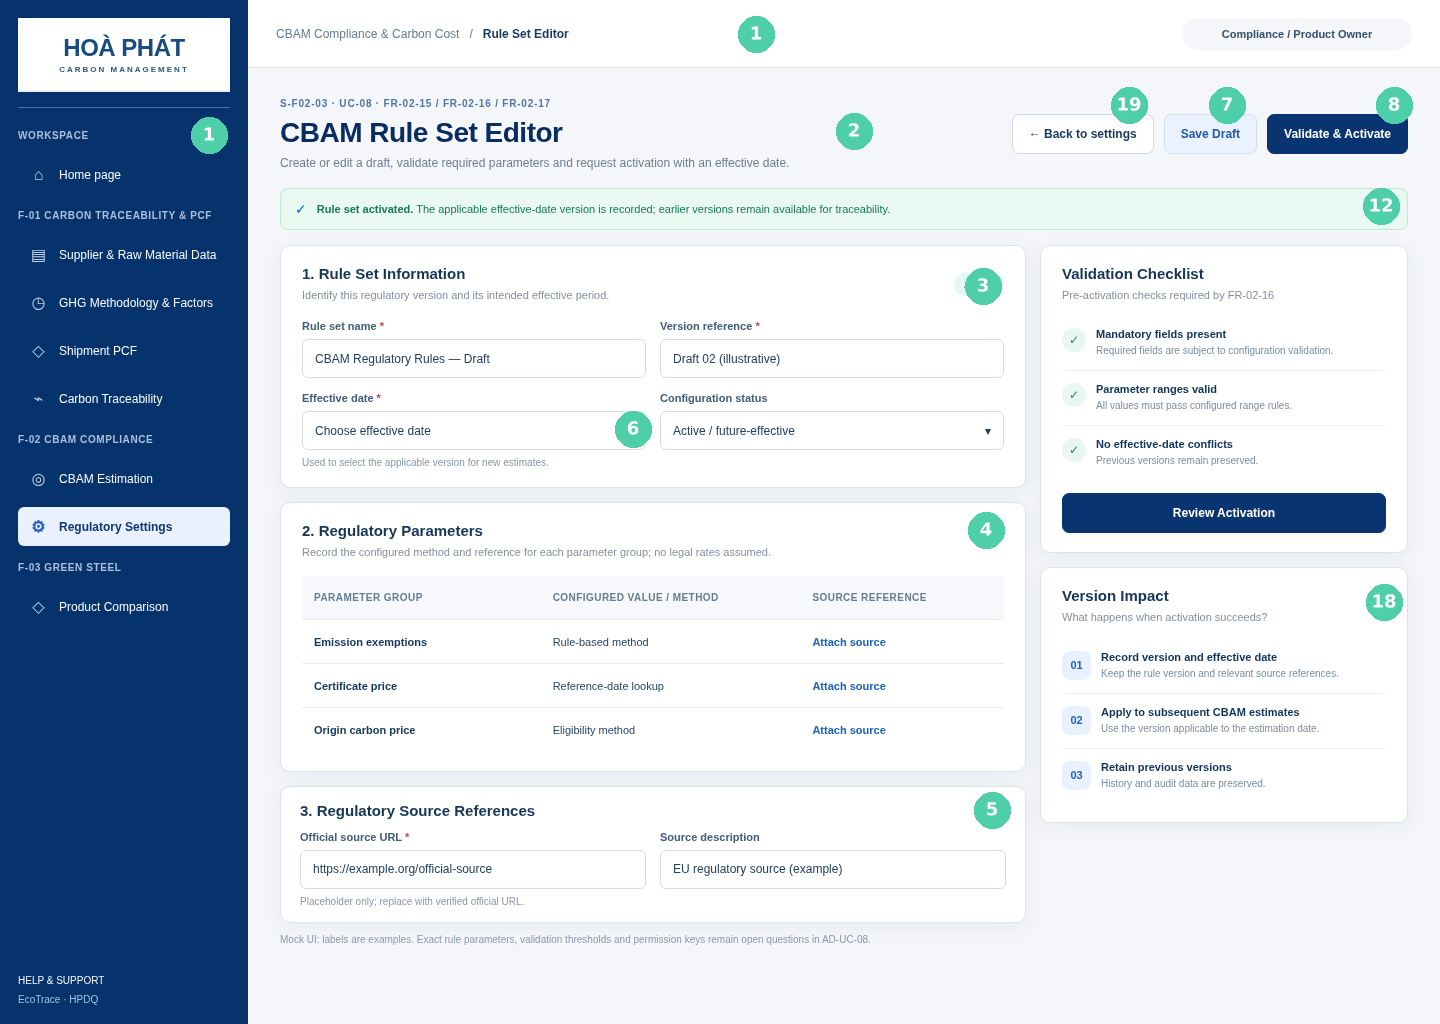 HOÀ PHÁT
CARBON MANAGEMENT
WORKSPACE
1
Home page
F-01 CARBON TRACEABILITY & PCF
Supplier & Raw Material Data
GHG Methodology & Factors
Shipment PCF
Carbon Traceability
F-02 CBAM COMPLIANCE
CBAM Estimation
Regulatory Settings
F-03 GREEN STEEL
Product Comparison
HELP & SUPPORT
EcoTrace · HPDQ
CBAM Compliance & Carbon Cost / Rule Set Editor
1
Compliance / Product Owner
S-F02-03 · UC-08 · FR-02-15 / FR-02-16 / FR-02-17
CBAM Rule Set Editor
2
Create or edit a draft, validate required parameters and request activation with an effective date.
19
7
8
← Back to settings
Save Draft
Validate & Activate
✓ Rule set activated. The applicable effective-date version is recorded; earlier versions remain available for traceability.
12
1. Rule Set Information
3
Identify this regulatory version and its intended effective period.
Rule set name *
Version reference *
CBAM Regulatory Rules — Draft
Draft 02 (illustrative)
Effective date *
Configuration status
Choose effective date
6
Active / future-effective ▾
Used to select the applicable version for new estimates.
2. Regulatory Parameters
4
Record the configured method and reference for each parameter group; no legal rates assumed.
PARAMETER GROUP CONFIGURED VALUE / METHOD SOURCE REFERENCE
Emission exemptions Rule-based method Attach source
Certificate price Reference-date lookup Attach source
Origin carbon price Eligibility method Attach source
3. Regulatory Source References
5
Official source URL *
Source description
https://example.org/official-source
EU regulatory source (example)
Placeholder only; replace with verified official URL.
Mock UI: labels are examples. Exact rule parameters, validation thresholds and permission keys remain open questions in AD-UC-08.
Validation Checklist
Pre-activation checks required by FR-02-16
✓ Mandatory fields present
Required fields are subject to configuration validation.
✓ Parameter ranges valid
All values must pass configured range rules.
✓ No effective-date conflicts
Previous versions remain preserved.
Review Activation
Version Impact
18
What happens when activation succeeds?
01 Record version and effective date
Keep the rule version and relevant source references.
02 Apply to subsequent CBAM estimates
Use the version applicable to the estimation date.
03 Retain previous versions
History and audit data are preserved.